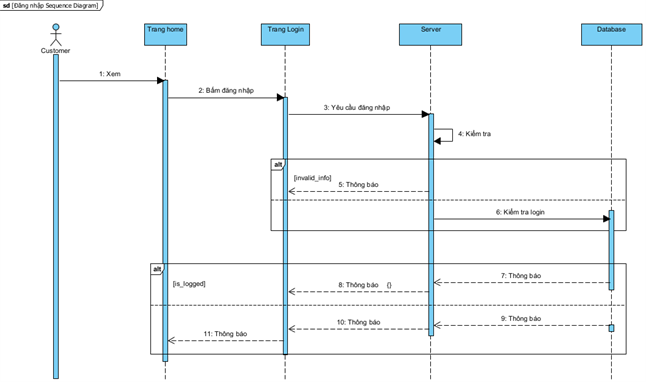 sd [Đăng nhập Sequence Diagram]
Customer
Trang home
Trang Login
Server
Database
1: Xem
2: Bấm đăng nhập
3: Yêu cầu đăng nhập
4: Kiểm tra
alt
[invalid_info]
5: Thông báo
6: Kiểm tra login
alt
[is_logged]
7: Thông báo
8: Thông báo {}
9: Thông báo
10: Thông báo
11: Thông báo